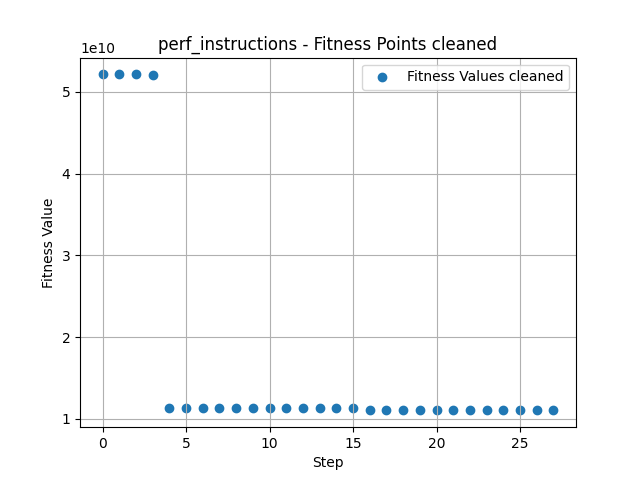 perf_instructions - Fitness Points cleaned
1e10
Fitness Values cleaned
5
4
3
2
1
Fitness Value
0 5 10 15 20 25
Step